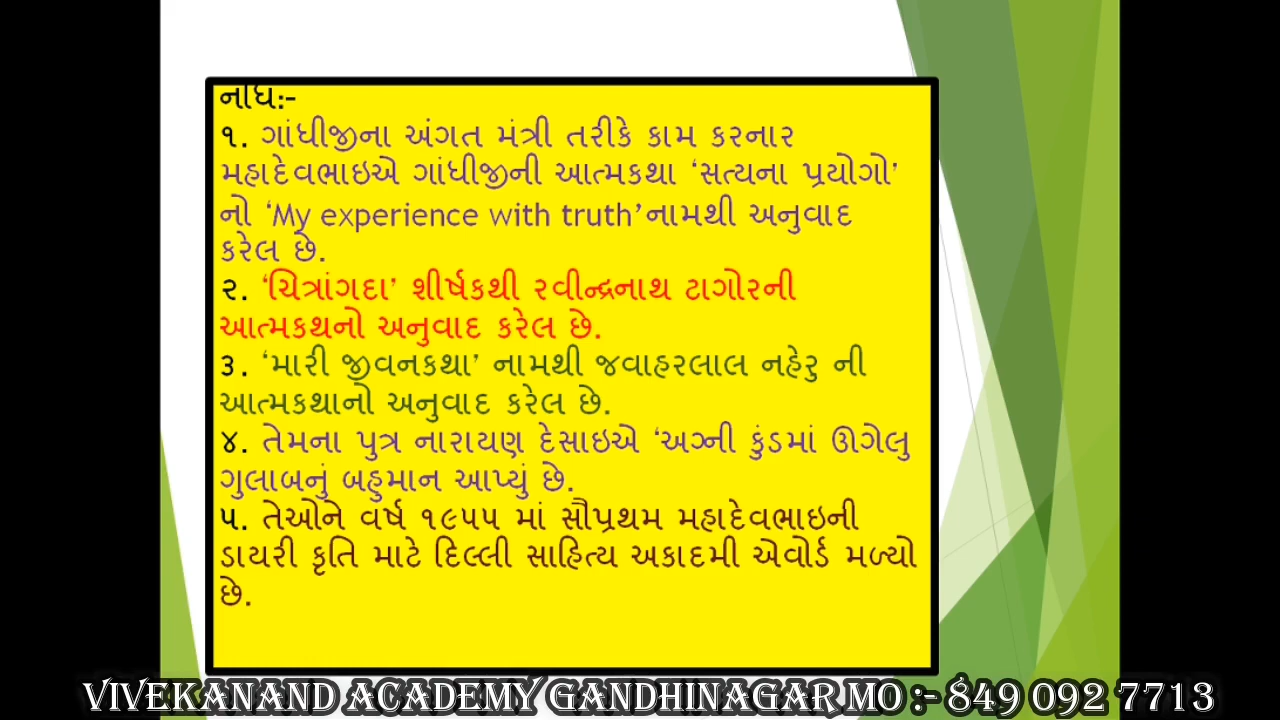 નોંધ:-
૧. ગાંધીજીના અંગત મંત્રી તરીકે કામ કરનાર
મહાદેવભાઇએ ગાંધીજીની આત્મકથા ‘સત્યના પ્રયોગો’
નો ‘My experience with truth’નામથી અનુવાદ
કરેલ છે.
૨. ‘ચિત્રાંગદા’ શીર્ષકથી રવીન્દ્રનાથ ટાગોરની
આત્મકથનો અનુવાદ કરેલ છે.
૩. ‘મારી જીવનકથા’ નામથી જવાહરલાલ નહેરુ ની
આત્મકથાનો અનુવાદ કરેલ છે.
૪. તેમના પુત્ર નારાયણ દેસાઇએ ‘અગ્ની કુંડમાં ઊગેલુ
ગુલાબનું બહુમાન આપ્યું છે.
૫. તેઓને વર્ષ ૧૯૫૫ માં સૌપ્રથમ મહાદેવભાઇની
ડાયરી કૃતિ માટે દિલ્લી સાહિત્ય અકાદમી એવોર્ડ મળ્યો
છે.
VIVEKANAND ACADEMY GANDHINAGAR MO :- 849 092 7713